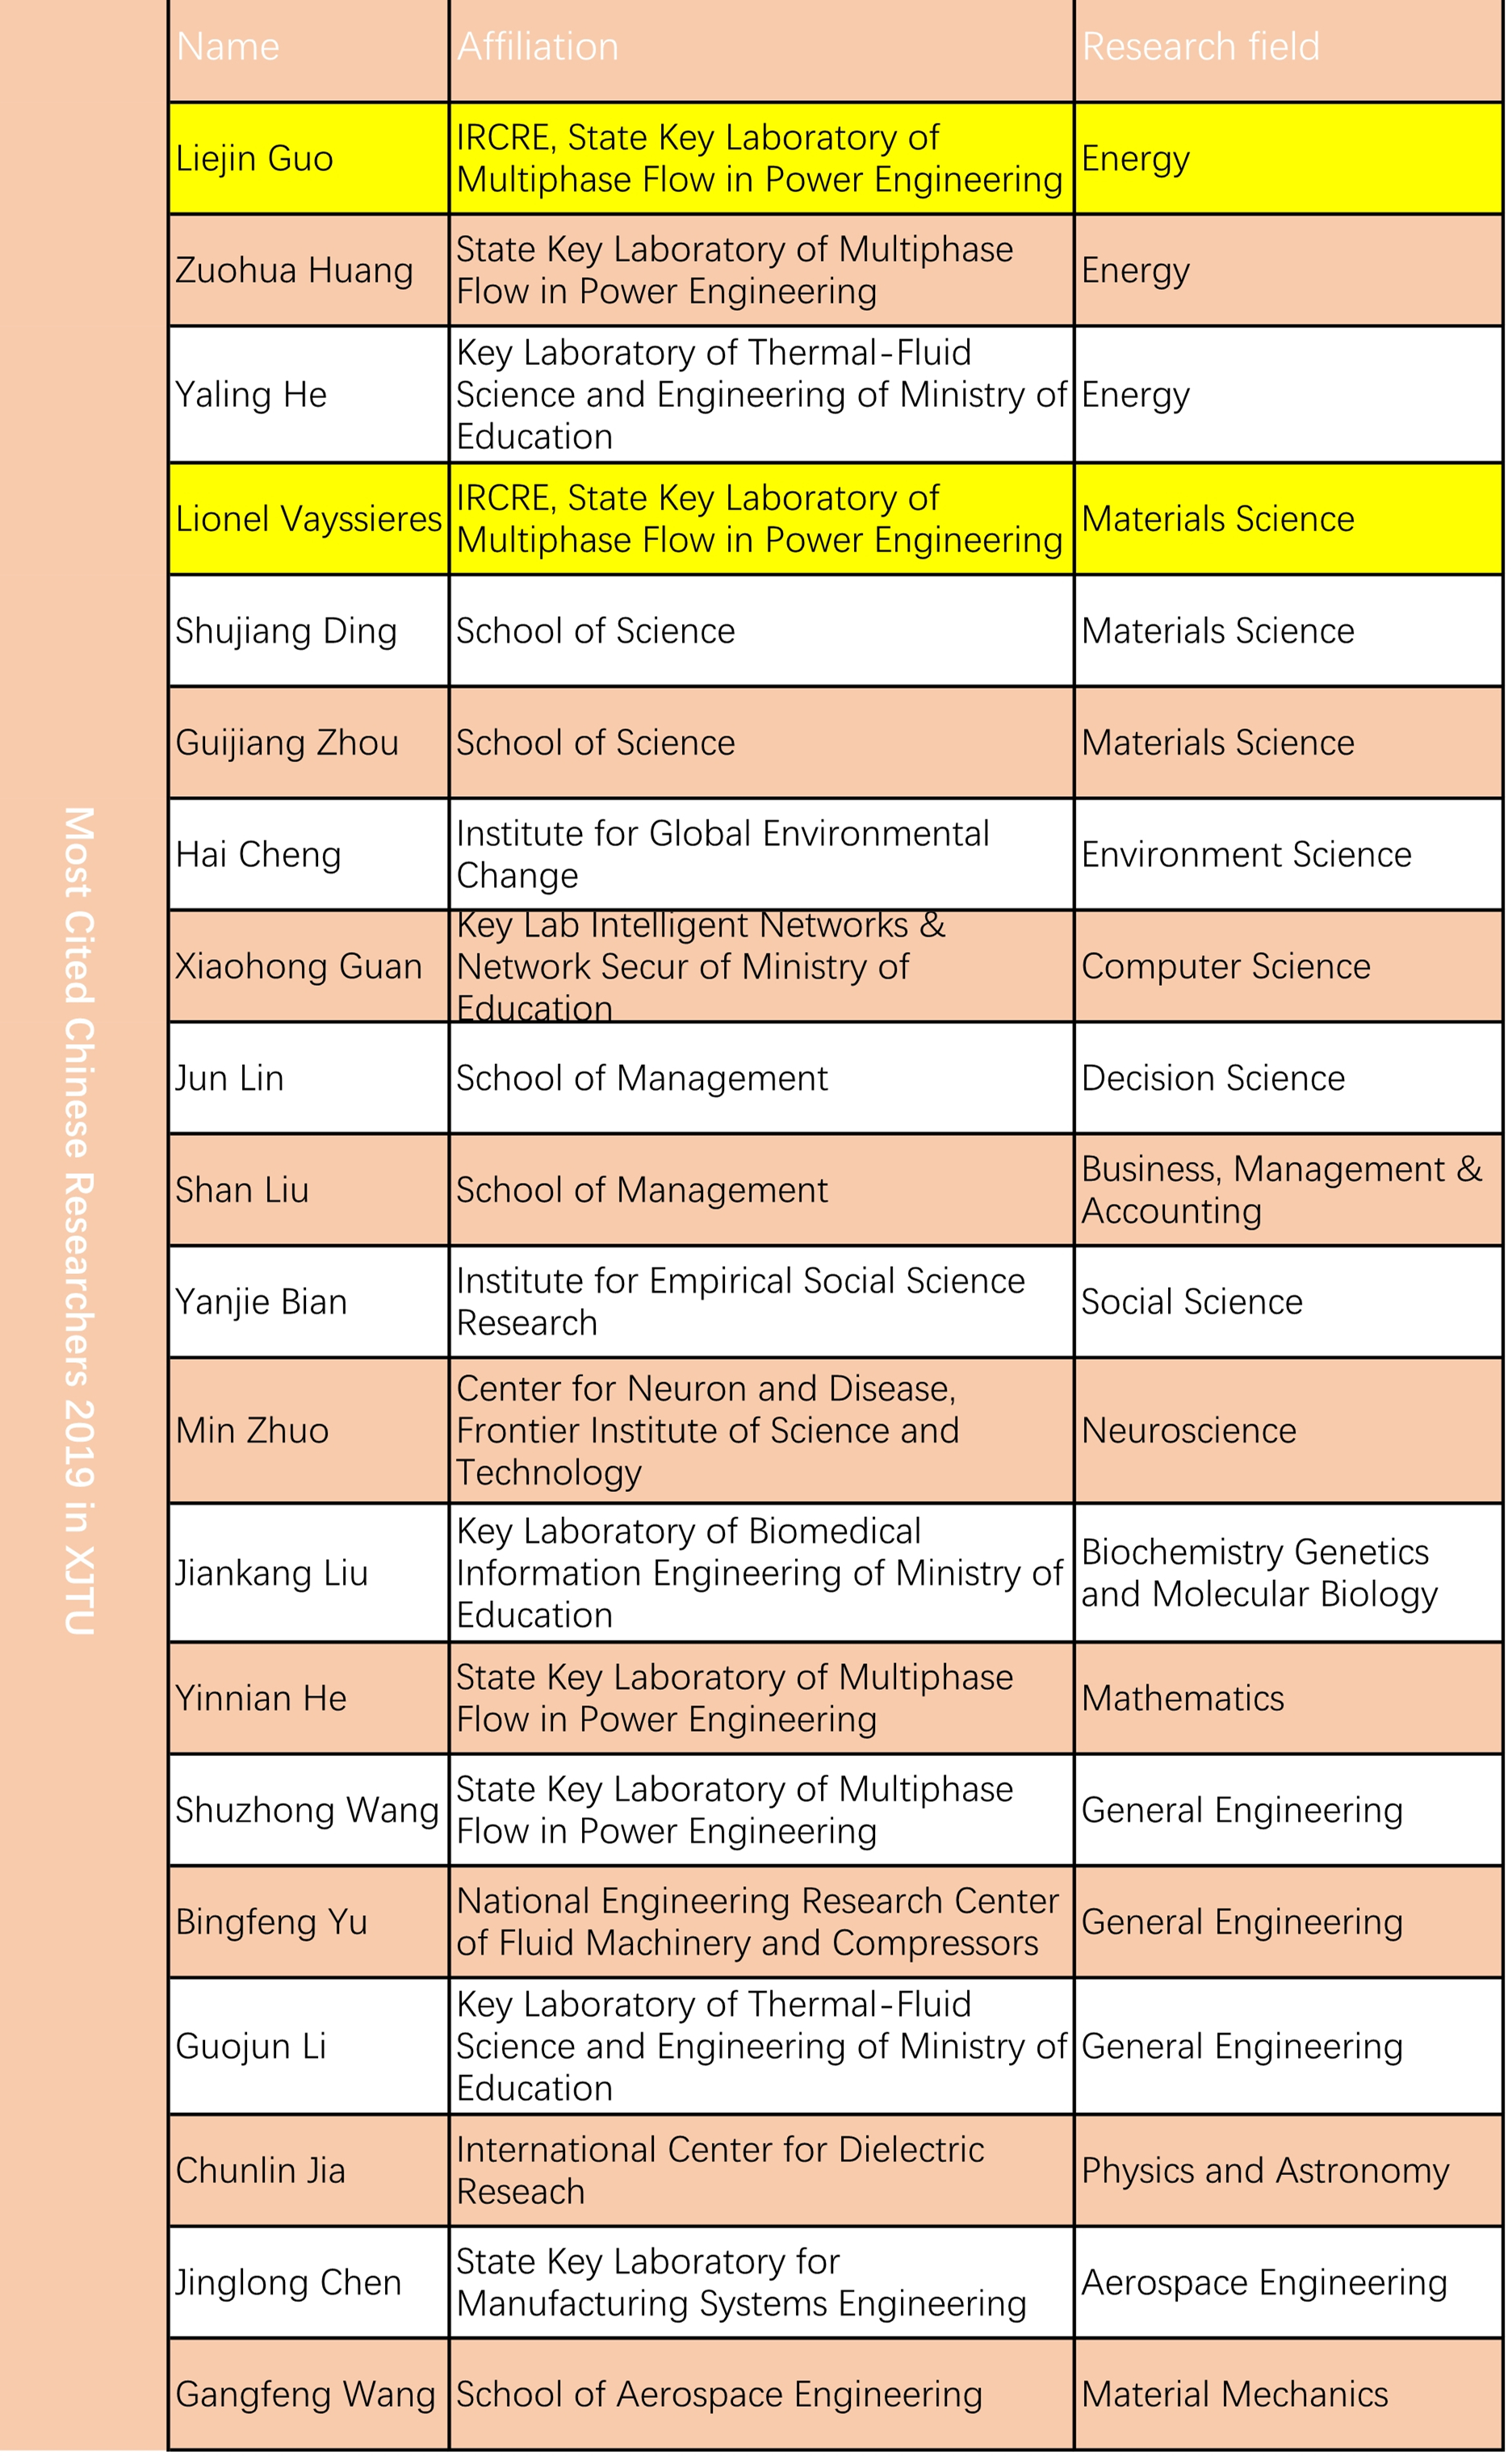 Most Cited Chinese Researchers 2019 in XJTU
Name Affiliation Research field
Liejin Guo
IRCRE, State Key Laboratory of
Multiphase Flow in Power Engineering
Energy
Zuohua Huang
State Key Laboratory of Multiphase
Flow in Power Engineering
Energy
Yaling He
Key Laboratory of Thermal-Fluid
Science and Engineering of Ministry of
Education
Energy
Lionel Vayssieres
IRCRE, State Key Laboratory of
Multiphase Flow in Power Engineering
Materials Science
Shujiang Ding
School of Science
Materials Science
Guijiang Zhou
School of Science
Materials Science
Hai Cheng
Institute for Global Environmental
Change
Environment Science
Xiaohong Guan
Key Lab Intelligent Networks &
Network Secur of Ministry of
Education
Computer Science
Jun Lin
School of Management
Decision Science
Shan Liu
School of Management
Business, Management &
Accounting
Yanjie Bian
Institute for Empirical Social Science
Research
Social Science
Min Zhuo
Center for Neuron and Disease,
Frontier Institute of Science and
Technology
Neuroscience
Jiankang Liu
Key Laboratory of Biomedical
Information Engineering of Ministry of
Education
Biochemistry Genetics
and Molecular Biology
Yinnian He
State Key Laboratory of Multiphase
Flow in Power Engineering
Mathematics
Shuzhong Wang
State Key Laboratory of Multiphase
Flow in Power Engineering
General Engineering
Bingfeng Yu
National Engineering Research Center
of Fluid Machinery and Compressors
General Engineering
Guojun Li
Key Laboratory of Thermal-Fluid
Science and Engineering of Ministry of
Education
General Engineering
Chunlin Jia
International Center for Dielectric
Reseach
Physics and Astronomy
Jinglong Chen
State Key Laboratory for
Manufacturing Systems Engineering
Aerospace Engineering
Gangfeng Wang
School of Aerospace Engineering
Material Mechanics